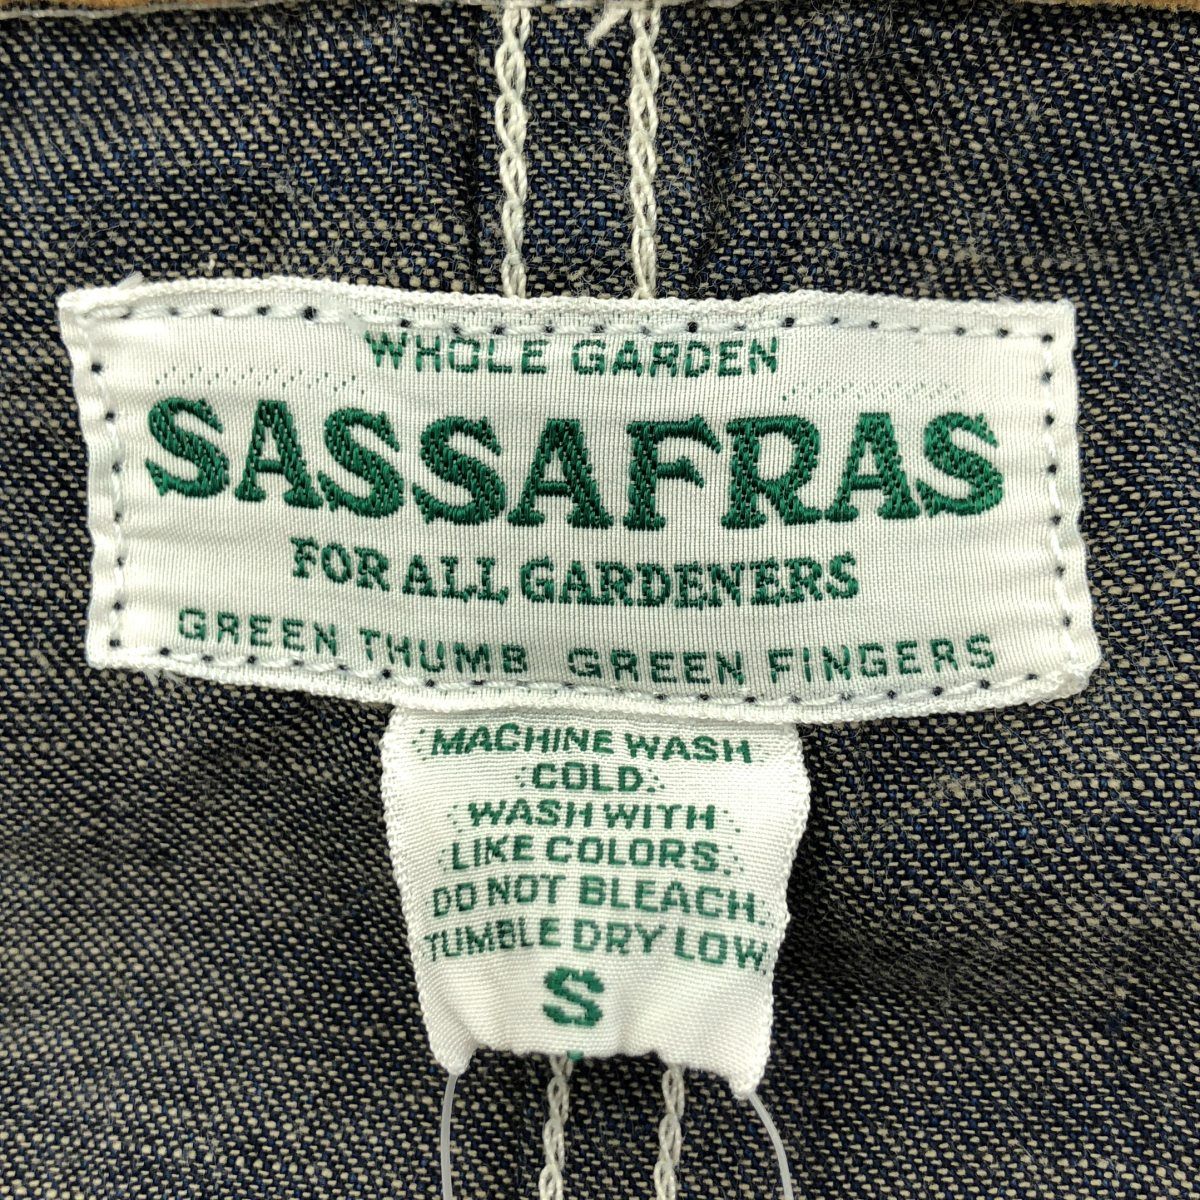 WHOLE GARDEN
SASSAFRAS
FOR ALL GARDENERS
GREEN THUMB GREEN FINGERS
MACHINE WASH
COLD.
WASH WITH
LIKE COLORS.
DO NOT BLEACH.
TUMBLE DRY LOW.
S